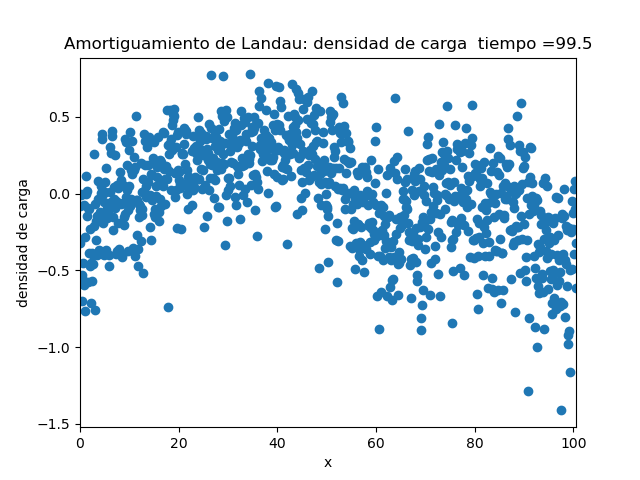 Amortiguamiento de Landau: densidad de carga  tiempo =99.5
0.5
0.0
−0.5
−1.0
−1.5
densidad de carga
0 20 40 60 80 100
x